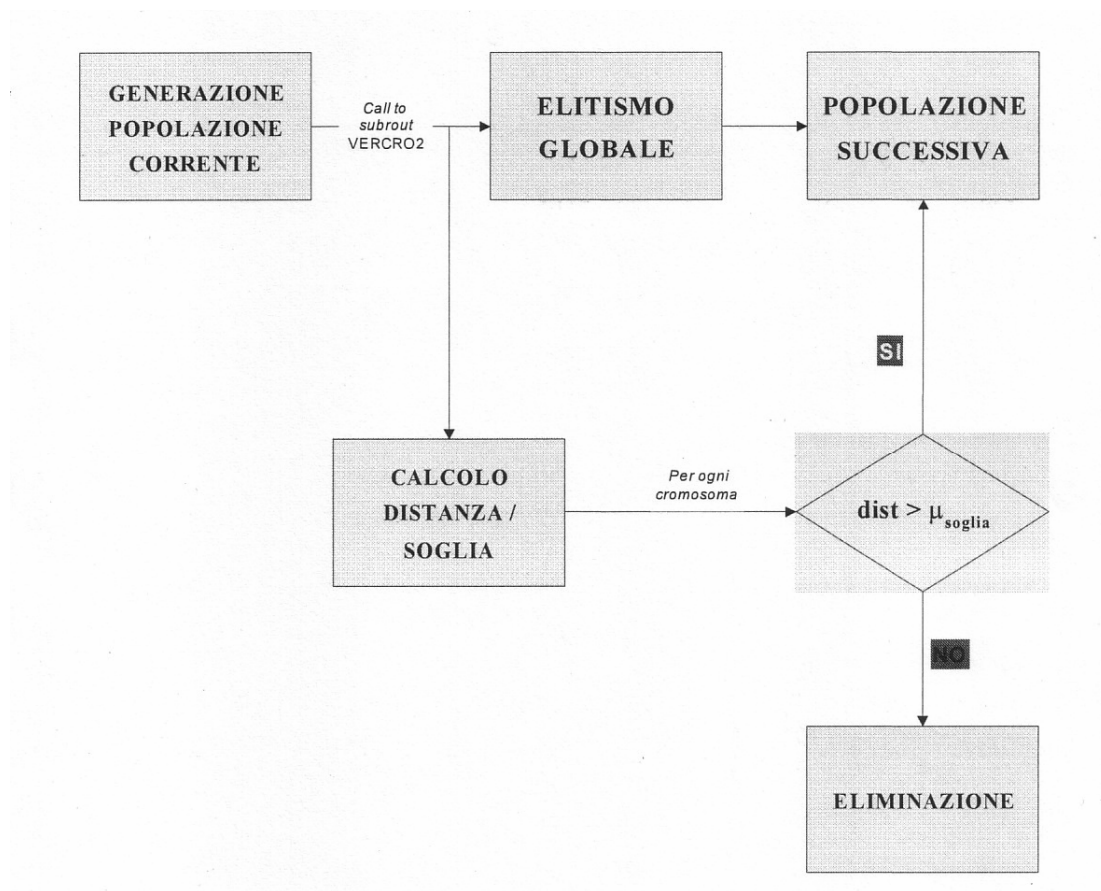 GENERAZIONE
POPOLAZIONE
CORRENTE
Call to
subrout
VERCRO2
ELITISMO
GLOBALE
POPOLAZIONE
SUCCESSIVA
SI
CALCOLO
DISTANZA /
SOGLIA
Per ogni
cromosoma
dist > μsoglia
NO
ELIMINAZIONE